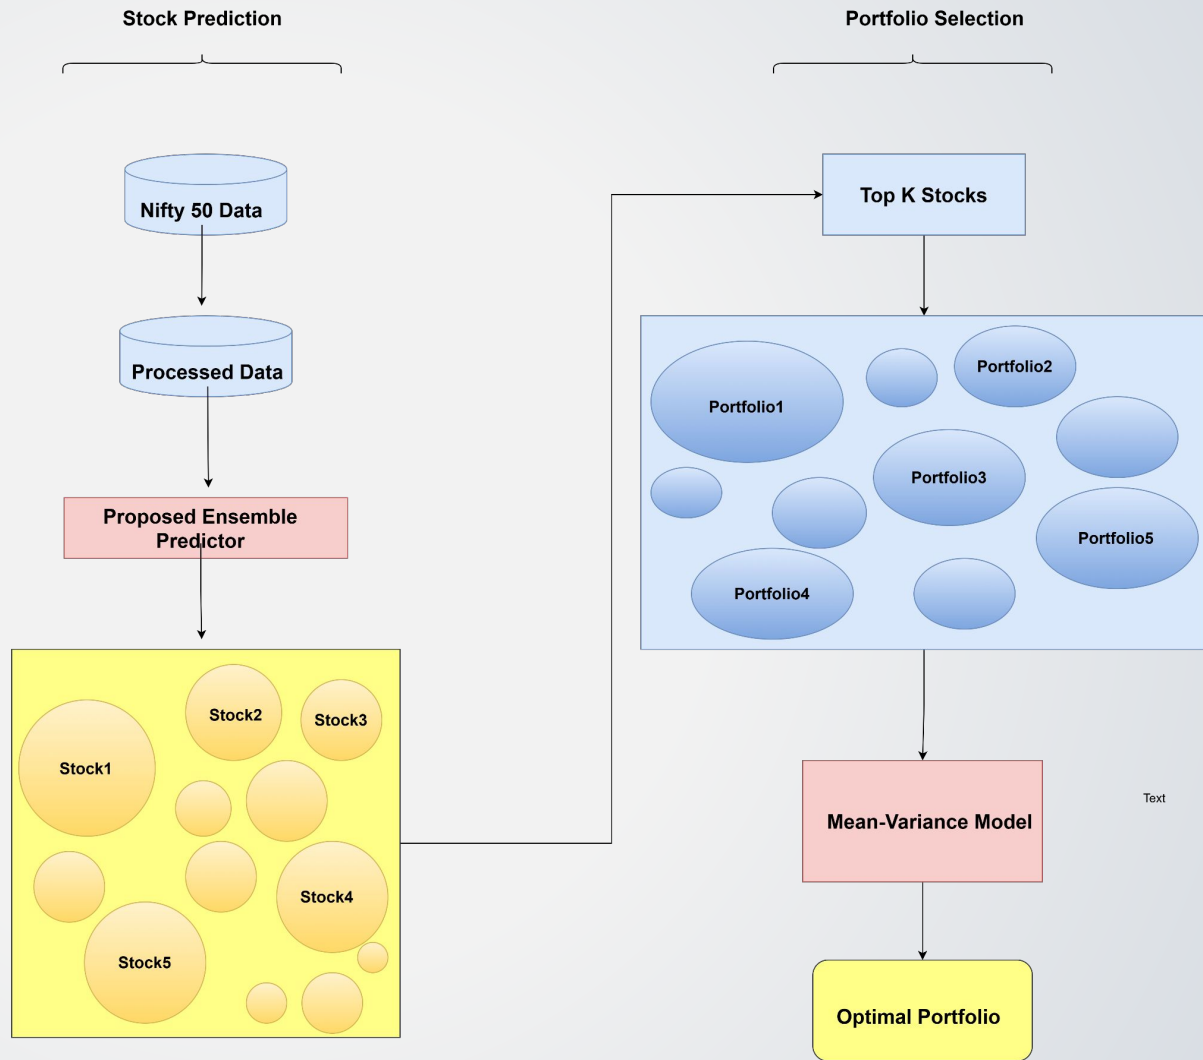 Stock Prediction
Portfolio Selection
Nifty 50 Data
Processed Data
Proposed Ensemble
Predictor
Stock1
Stock2
Stock3
Stock4
Stock5
Top K Stocks
Portfolio1
Portfolio2
Portfolio3
Portfolio4
Portfolio5
Mean-Variance Model
Text
Optimal Portfolio